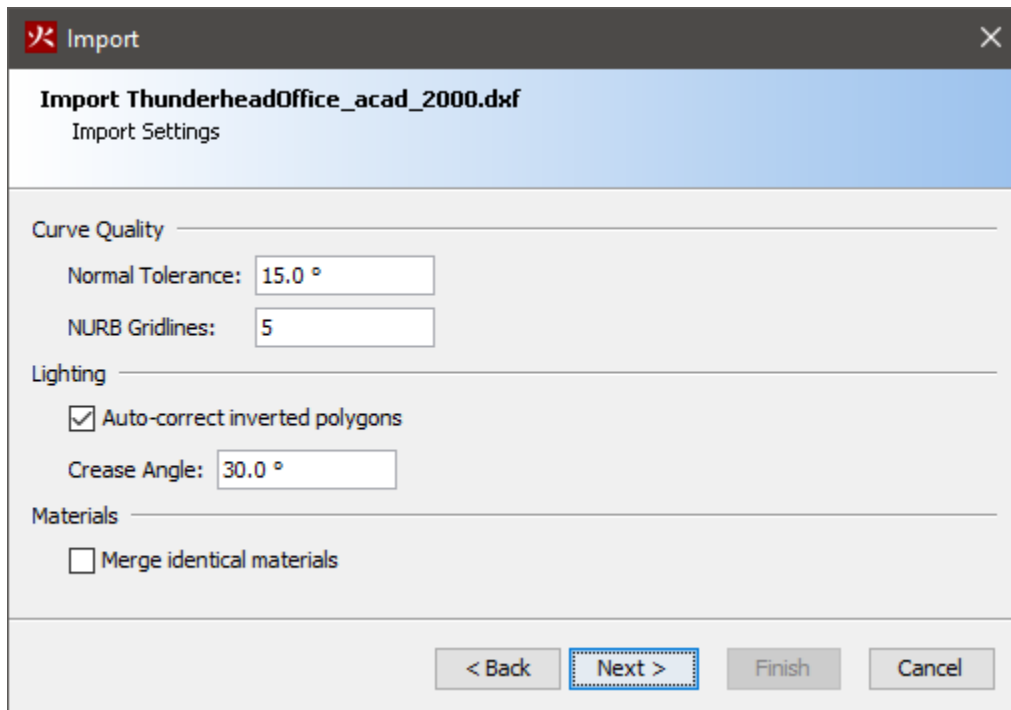 火 Import
Import ThunderheadOffice_acad_2000.dxf
Import Settings
Curve Quality
Normal Tolerance: 15.0 °
NURB Gridlines: 5
Lighting
Auto-correct inverted polygons
Crease Angle: 30.0 °
Materials
Merge identical materials
< Back Next > Finish Cancel